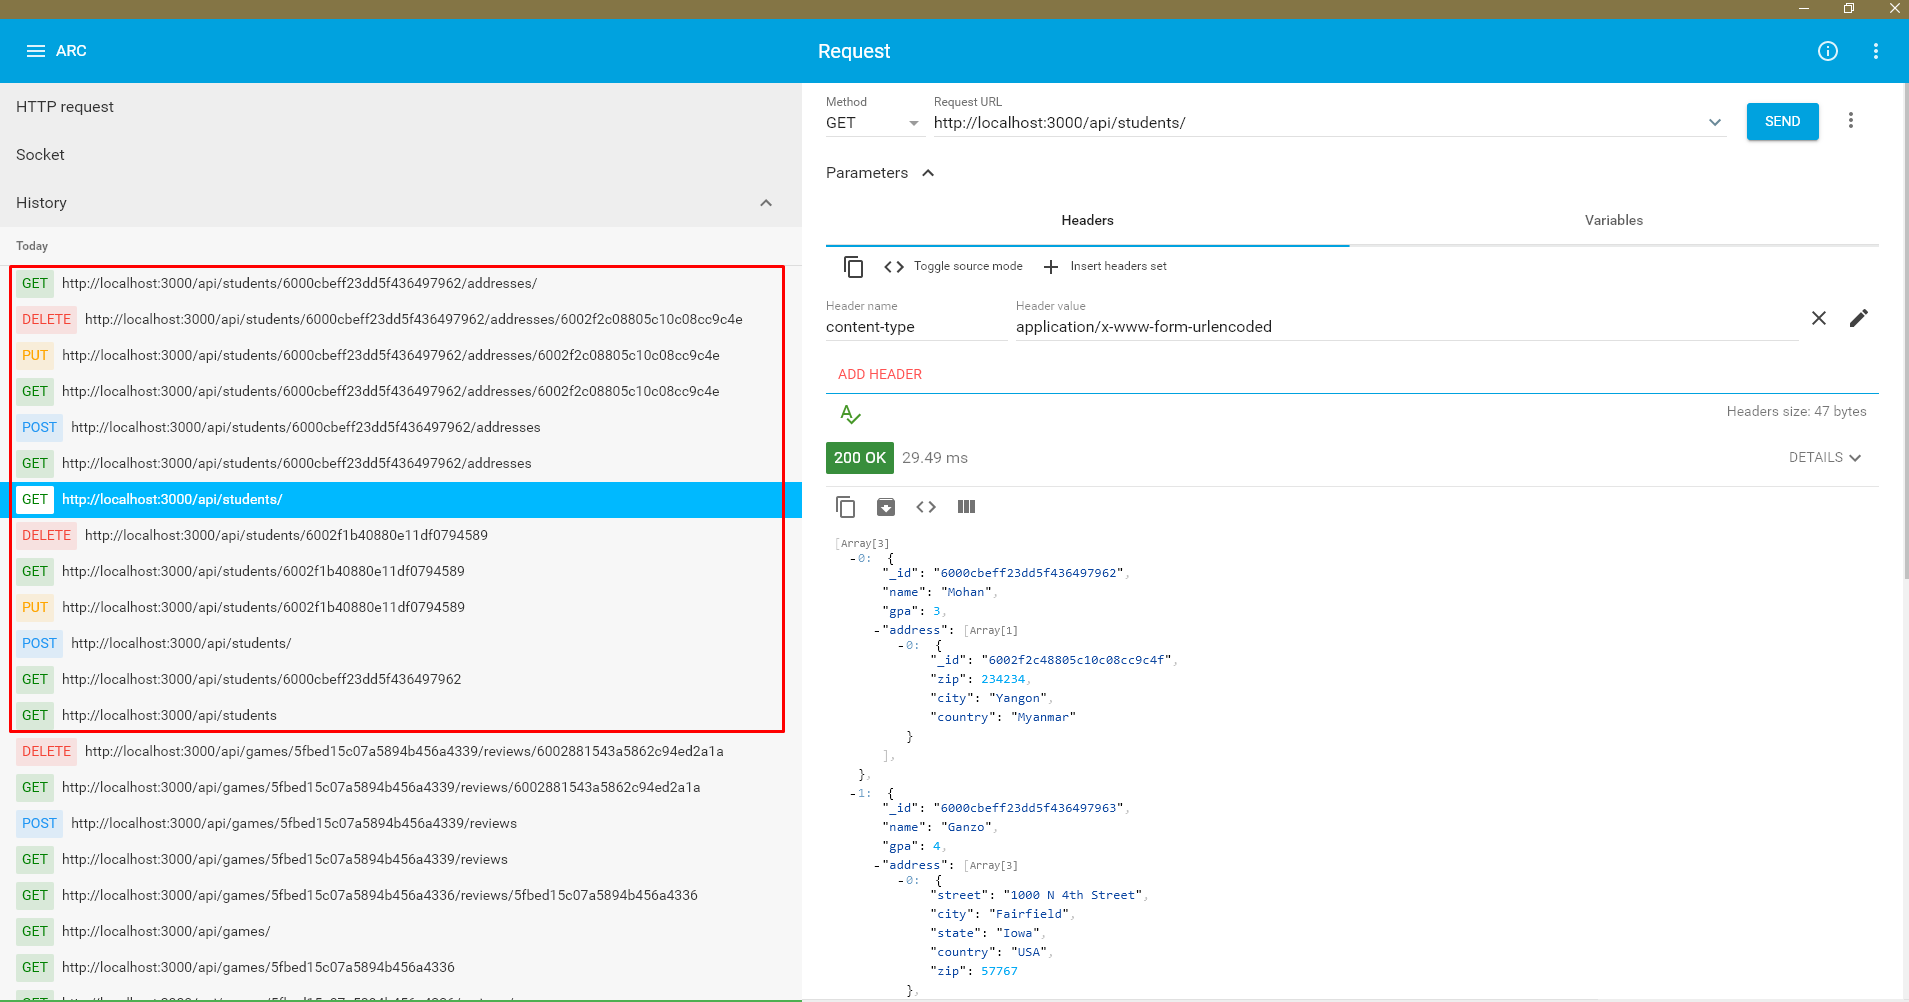 ARC
Request
HTTP request
Socket
History
Today
GET http://localhost:3000/api/students/6000cbeff23dd5f436497962/addresses/
DELETE http://localhost:3000/api/students/6000cbeff23dd5f436497962/addresses/6002f2c08805c10c08cc9c4e
PUT http://localhost:3000/api/students/6000cbeff23dd5f436497962/addresses/6002f2c08805c10c08cc9c4e
GET http://localhost:3000/api/students/6000cbeff23dd5f436497962/addresses/6002f2c08805c10c08cc9c4e
POST http://localhost:3000/api/students/6000cbeff23dd5f436497962/addresses
GET http://localhost:3000/api/students/6000cbeff23dd5f436497962/addresses
GET http://localhost:3000/api/students/
DELETE http://localhost:3000/api/students/6002f1b40880e11df0794589
GET http://localhost:3000/api/students/6002f1b40880e11df0794589
PUT http://localhost:3000/api/students/6002f1b40880e11df0794589
POST http://localhost:3000/api/students/
GET http://localhost:3000/api/students/6000cbeff23dd5f436497962
GET http://localhost:3000/api/students
DELETE http://localhost:3000/api/games/5fbed15c07a5894b456a4339/reviews/6002881543a5862c94ed2a1a
GET http://localhost:3000/api/games/5fbed15c07a5894b456a4339/reviews/6002881543a5862c94ed2a1a
POST http://localhost:3000/api/games/5fbed15c07a5894b456a4339/reviews
GET http://localhost:3000/api/games/5fbed15c07a5894b456a4339/reviews
GET http://localhost:3000/api/games/5fbed15c07a5894b456a4336/reviews/5fbed15c07a5894b456a4336
GET http://localhost:3000/api/games/
GET http://localhost:3000/api/games/5fbed15c07a5894b456a4336
Method
GET
Request URL
http://localhost:3000/api/students/
SEND
Parameters
Headers
Variables
Toggle source mode
Insert headers set
Header name
content-type
Header value
application/x-www-form-urlencoded
ADD HEADER
Headers size: 47 bytes
200 OK 29.49 ms
DETAILS
[Array[3]
-0: {
"_id": "6000cbeff23dd5f436497962",
"name": "Mohan",
"gpa": 3,
-"address": [Array[1]
-0: {
"_id": "6002f2c48805c10c08cc9c4f",
"zip": 234234,
"city": "Yangon",
"country": "Myanmar"
}
],
},
-1: {
"_id": "6000cbeff23dd5f436497963",
"name": "Ganzo",
"gpa": 4,
-"address": [Array[3]
-0: {
"street": "1000 N 4th Street",
"city": "Fairfield",
"state": "Iowa",
"country": "USA",
"zip": 57767
},